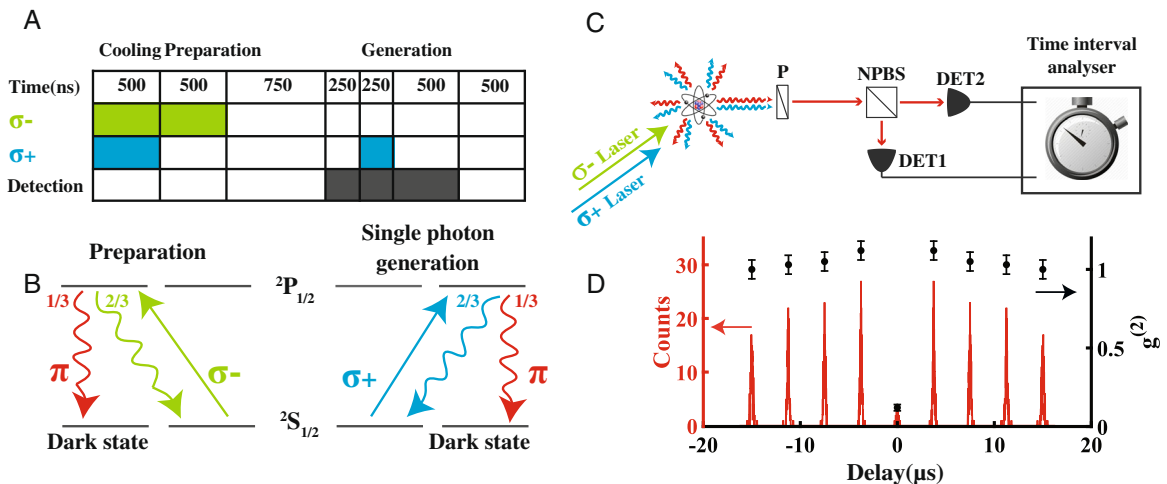 A
Cooling Preparation Generation
Time(ns) 500 500 750 250 250 500 500
σ-
σ+
Detection
B
Preparation
Single photon
generation
1/3 2/3 ²P₁/₂ 2/3 1/3
π σ- σ+ π
²S₁/₂
Dark state Dark state
C
Time interval
analyser
P NPBS DET2
DET1
σ- Laser
σ+ Laser
D
30
20
10
0
Counts
1
0.5
0
g⁽²⁾
-20 -10 0 10 20
Delay(μs)